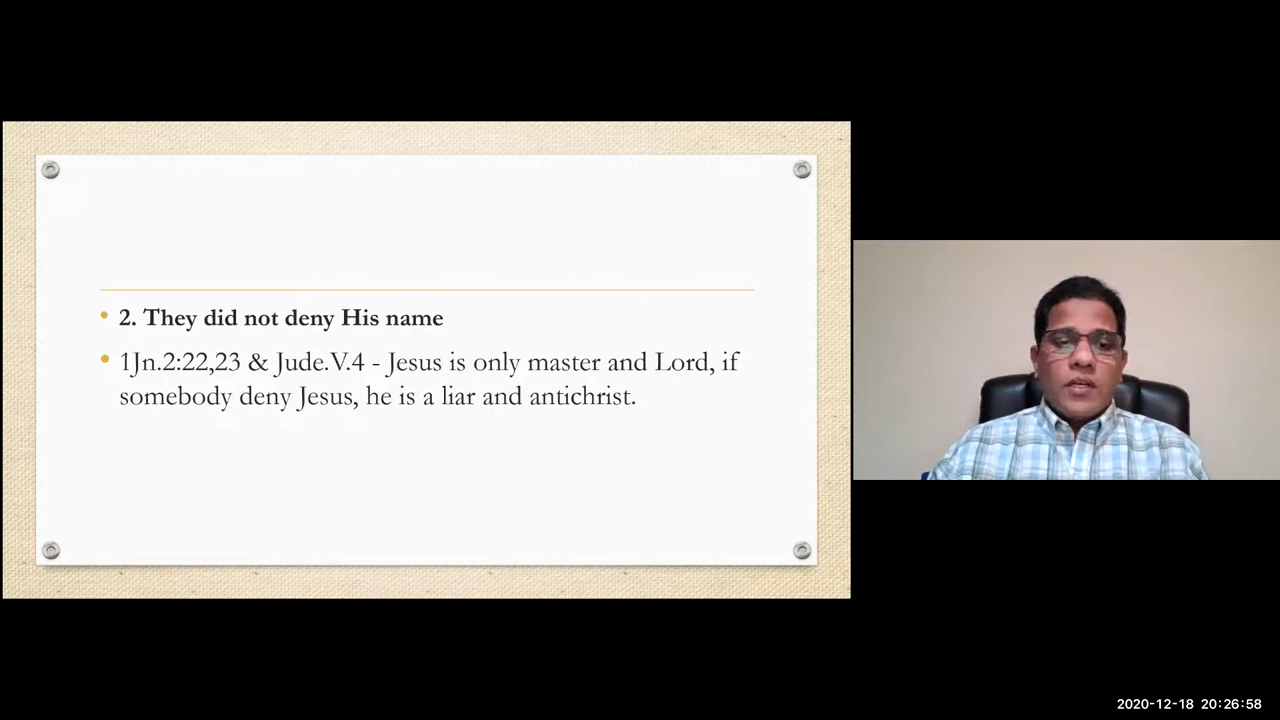 • 2. They did not deny His name
• 1Jn.2:22,23 & Jude.V.4 - Jesus is only master and Lord, if
somebody deny Jesus, he is a liar and antichrist.
2020-12-18 20:26:58